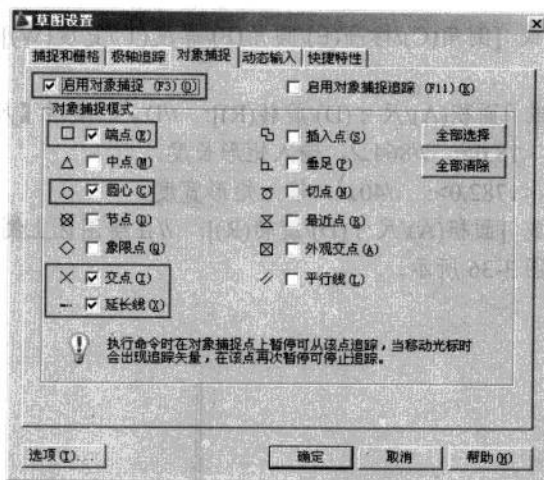 草图设置
捕捉和栅格 极轴追踪 对象捕捉 动态输入 快捷特性
启用对象捕捉 (F3)(O)
启用对象捕捉追踪 (F11)(K)
对象捕捉模式
端点(E)
插入点(S)
全部选择
中点(M)
垂足(P)
全部清除
圆心(C)
切点(N)
节点(D)
最近点(R)
象限点(Q)
外观交点(A)
交点(I)
平行线(L)
延长线(X)
执行命令时在对象捕捉点上暂停可从该点追踪，当移动光标时
会出现追踪矢量，在该点再次暂停可停止追踪。
选项(T)...
确定
取消
帮助(H)